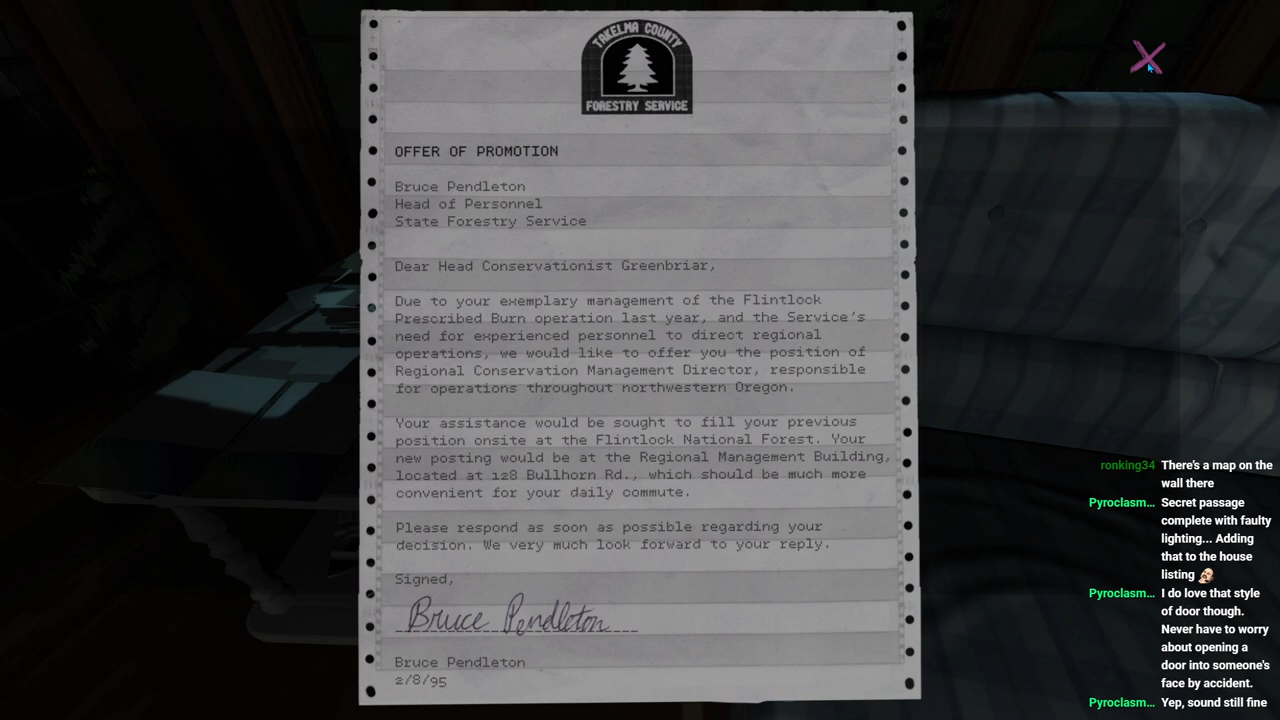 TAKELMA COUNTY
FORESTRY SERVICE
OFFER OF PROMOTION
Bruce Pendleton
Head of Personnel
State Forestry Service
Dear Head Conservationist Greenbriar,
Due to your exemplary management of the Flintlock
Prescribed Burn operation last year, and the Service's
need for experienced personnel to direct regional
operations, we would like to offer you the position of
Regional Conservation Management Director, responsible
for operations throughout northwestern Oregon.
Your assistance would be sought to fill your previous
position onsite at the Flintlock National Forest. Your
new posting would be at the Regional Management Building,
located at 128 Bullhorn Rd., which should be much more
convenient for your daily commute.
Please respond as soon as possible regarding your
decision. We very much look forward to your reply.
Signed,
Bruce Pendleton
Bruce Pendleton
2/8/95
ronking34 There's a map on the
wall there
Pyroclasm... Secret passage
complete with faulty
lighting... Adding
that to the house
listing
Pyroclasm... I do love that style
of door though.
Never have to worry
about opening a
door into someone's
face by accident.
Pyroclasm... Yep, sound still fine